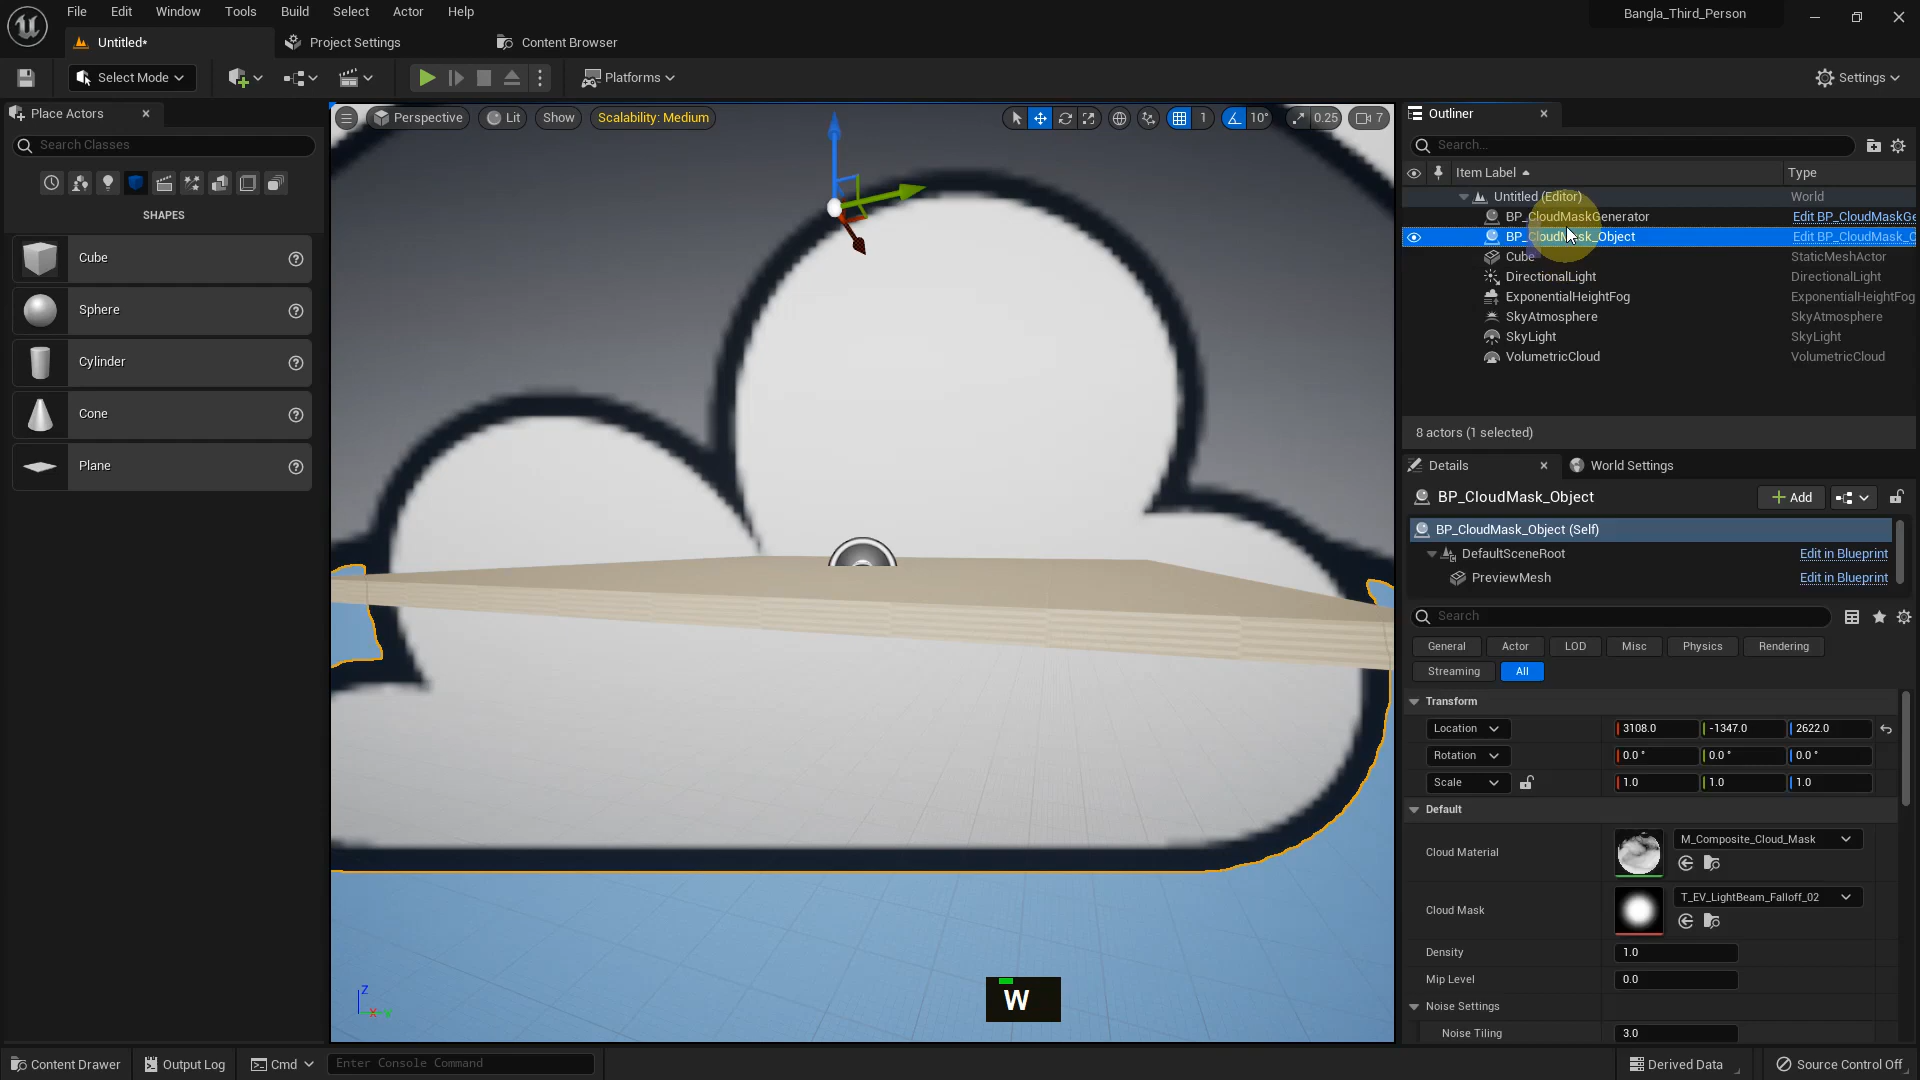 File Edit Window Tools Build Select Actor Help
Bangla_Third_Person
Untitled* Project Settings Content Browser
Select Mode Platforms Settings
Place Actors
Search Classes
SHAPES
Cube
Sphere
Cylinder
Cone
Plane
Perspective Lit Show Scalability: Medium 1 10° 0.25 7
Z
X Y
W
Outliner
Search...
Item Label Type
Untitled (Editor) World
BP_CloudMaskGenerator Edit BP_CloudMaskGe
BP_CloudMask_Object Edit BP_CloudMask_O
Cube StaticMeshActor
DirectionalLight DirectionalLight
ExponentialHeightFog ExponentialHeightFog
SkyAtmosphere SkyAtmosphere
SkyLight SkyLight
VolumetricCloud VolumetricCloud
8 actors (1 selected)
Details World Settings
BP_CloudMask_Object Add
BP_CloudMask_Object (Self)
DefaultSceneRoot Edit in Blueprint
PreviewMesh Edit in Blueprint
Search
General Actor LOD Misc Physics Rendering
Streaming All
Transform
Location 3108.0 -1347.0 2622.0
Rotation 0.0° 0.0° 0.0°
Scale 1.0 1.0 1.0
Default
Cloud Material M_Composite_Cloud_Mask
Cloud Mask T_EV_LightBeam_Falloff_02
Density 1.0
Mip Level 0.0
Noise Settings
Noise Tiling 3.0
Content Drawer Output Log Cmd Enter Console Command Derived Data Source Control Off